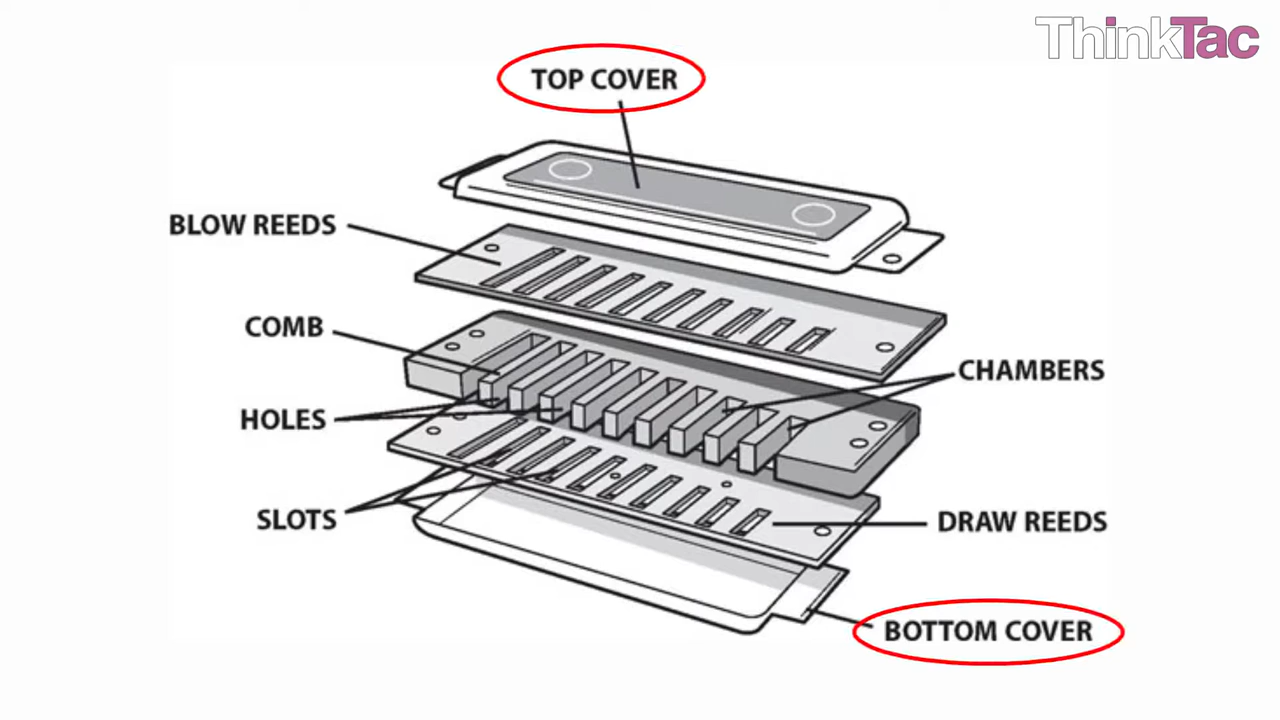 ThinkTac
TOP COVER
BLOW REEDS
COMB
CHAMBERS
HOLES
SLOTS
DRAW REEDS
BOTTOM COVER